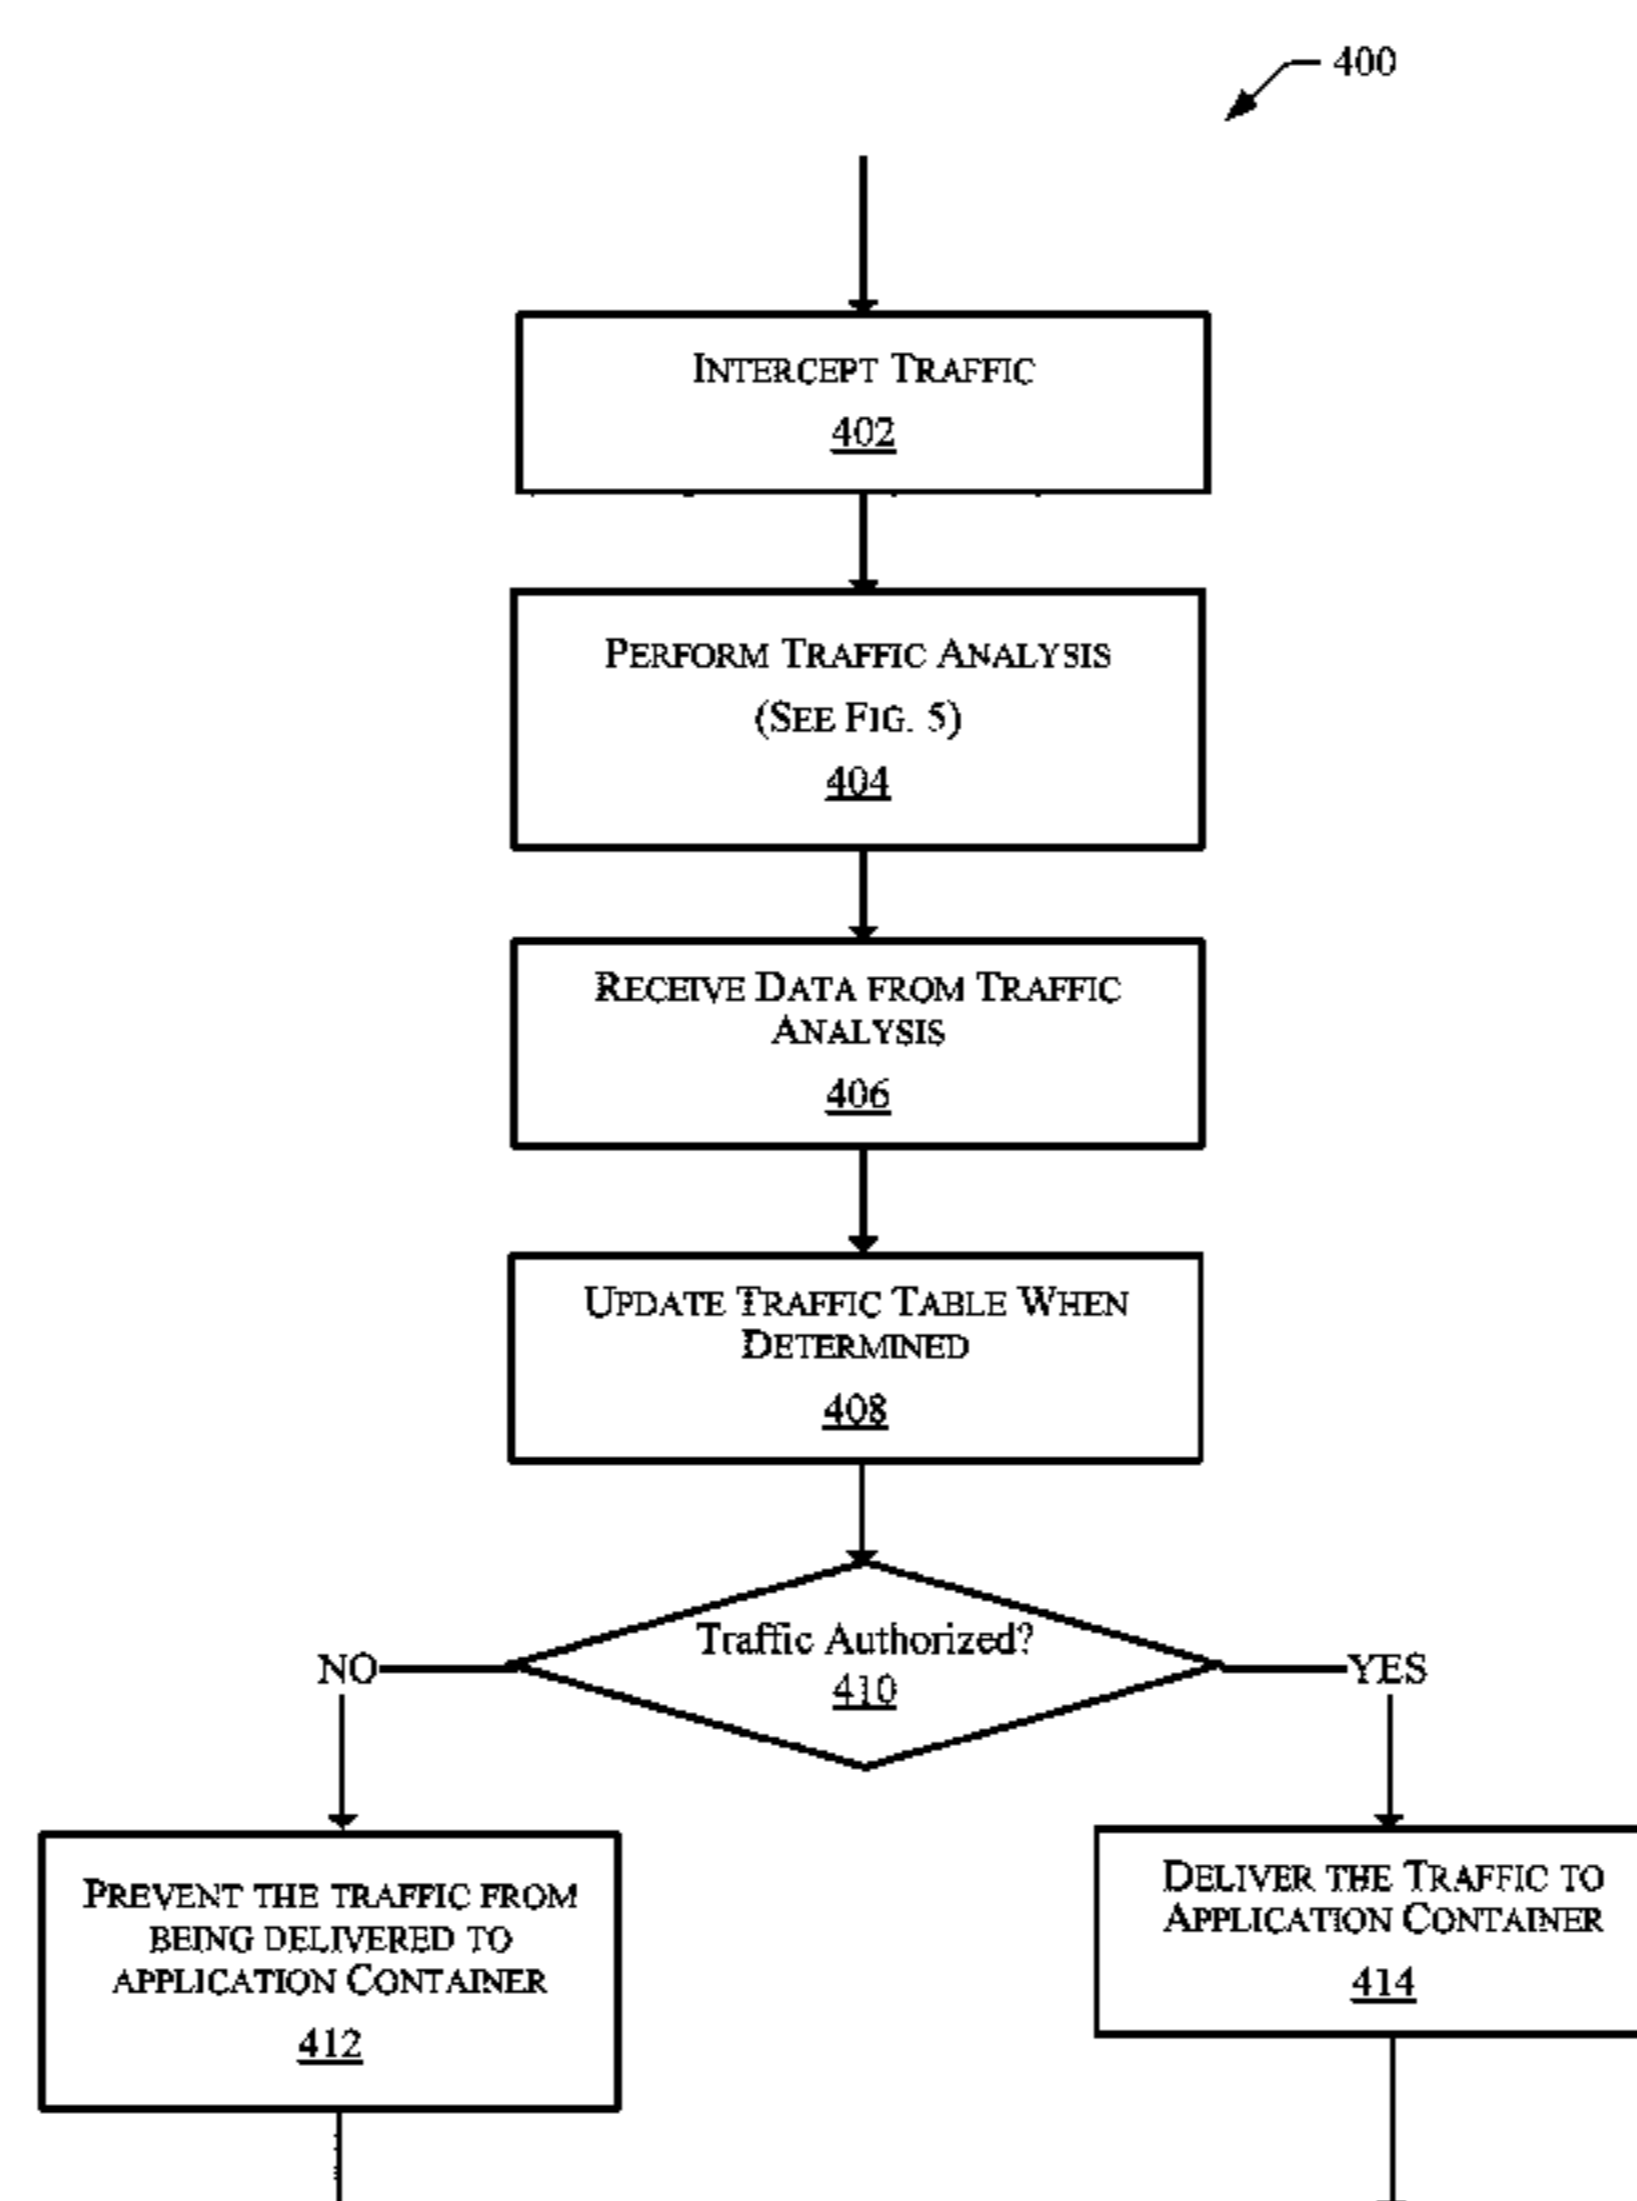 400
INTERCEPT TRAFFIC
402
PERFORM TRAFFIC ANALYSIS
(SEE FIG. 5)
404
RECEIVE DATA FROM TRAFFIC
ANALYSIS
406
UPDATE TRAFFIC TABLE WHEN
DETERMINED
408
Traffic Authorized?
410
NO
YES
PREVENT THE TRAFFIC FROM
BEING DELIVERED TO
APPLICATION CONTAINER
412
DELIVER THE TRAFFIC TO
APPLICATION CONTAINER
414